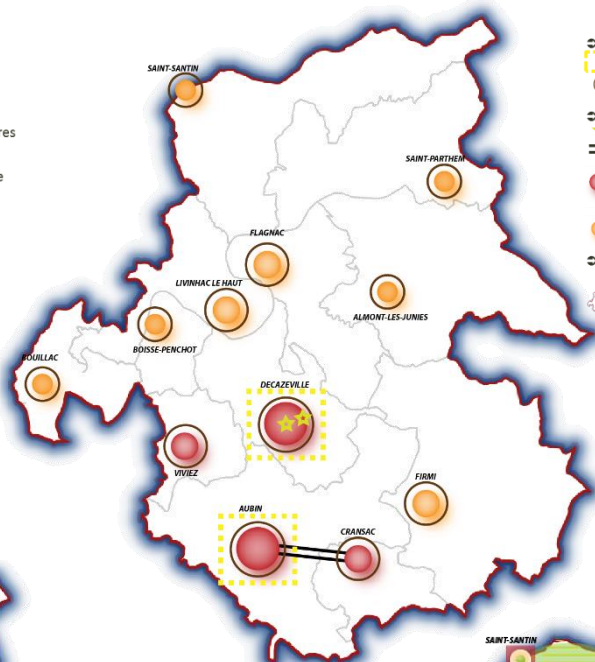 SAINT-SANTIN
res
e
SAINT-PARTHEM
FLAGNAC
LIVINHAC LE HAUT
ALMONT-LES-JUNIES
BOISSE-PENCHOT
BOUILLAC
DECAZEVILLE
VIVIEZ
FIRMI
AUBIN
CRANSAC
SAINT-SANTIN